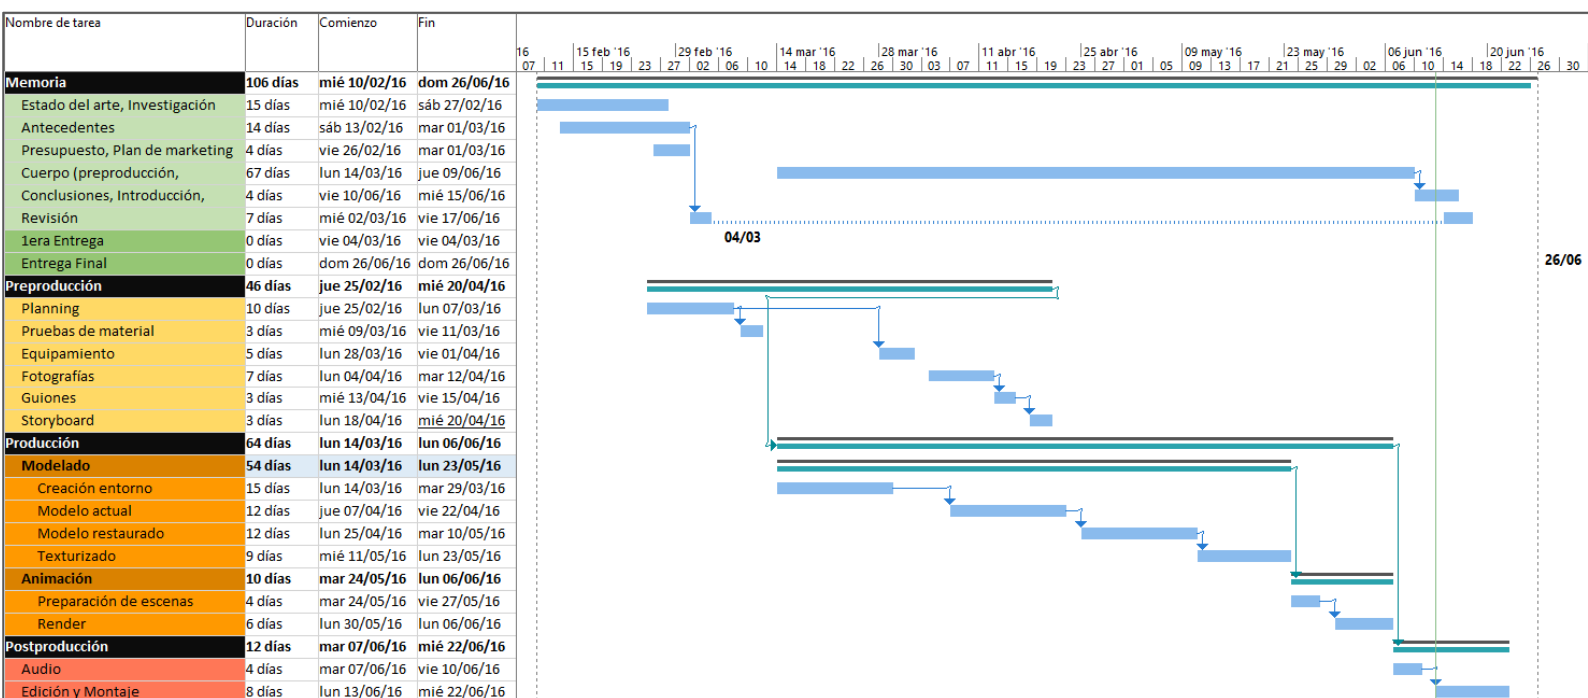 Nombre de tarea Duración Comienzo Fin
16 15 feb '16 29 feb '16 14 mar '16 28 mar '16 11 abr '16 25 abr '16 09 may '16 23 may '16 06 jun '16 20 jun '16
07 11 15 19 23 27 02 06 10 14 18 22 26 30 03 07 11 15 19 23 27 01 05 09 13 17 21 25 29 02 06 10 14 18 22 26 30
Memoria 106 días mié 10/02/16 dom 26/06/16
Estado del arte, Investigación 15 días mié 10/02/16 sáb 27/02/16
Antecedentes 14 días sáb 13/02/16 mar 01/03/16
Presupuesto, Plan de marketing 4 días vie 26/02/16 mar 01/03/16
Cuerpo (preproducción, 67 días lun 14/03/16 jue 09/06/16
Conclusiones, Introducción, 4 días vie 10/06/16 mié 15/06/16
Revisión 7 días mié 02/03/16 vie 17/06/16
1era Entrega 0 días vie 04/03/16 vie 04/03/16 04/03
Entrega Final 0 días dom 26/06/16 dom 26/06/16 26/06
Preproducción 46 días jue 25/02/16 mié 20/04/16
Planning 10 días jue 25/02/16 lun 07/03/16
Pruebas de material 3 días mié 09/03/16 vie 11/03/16
Equipamiento 5 días lun 28/03/16 vie 01/04/16
Fotografías 7 días lun 04/04/16 mar 12/04/16
Guiones 3 días mié 13/04/16 vie 15/04/16
Storyboard 3 días lun 18/04/16 mié 20/04/16
Producción 64 días lun 14/03/16 lun 06/06/16
Modelado 54 días lun 14/03/16 lun 23/05/16
Creación entorno 15 días lun 14/03/16 mar 29/03/16
Modelo actual 12 días jue 07/04/16 vie 22/04/16
Modelo restaurado 12 días lun 25/04/16 mar 10/05/16
Texturizado 9 días mié 11/05/16 lun 23/05/16
Animación 10 días mar 24/05/16 lun 06/06/16
Preparación de escenas 4 días mar 24/05/16 vie 27/05/16
Render 6 días lun 30/05/16 lun 06/06/16
Postproducción 12 días mar 07/06/16 mié 22/06/16
Audio 4 días mar 07/06/16 vie 10/06/16
Edición y Montaje 8 días lun 13/06/16 mié 22/06/16